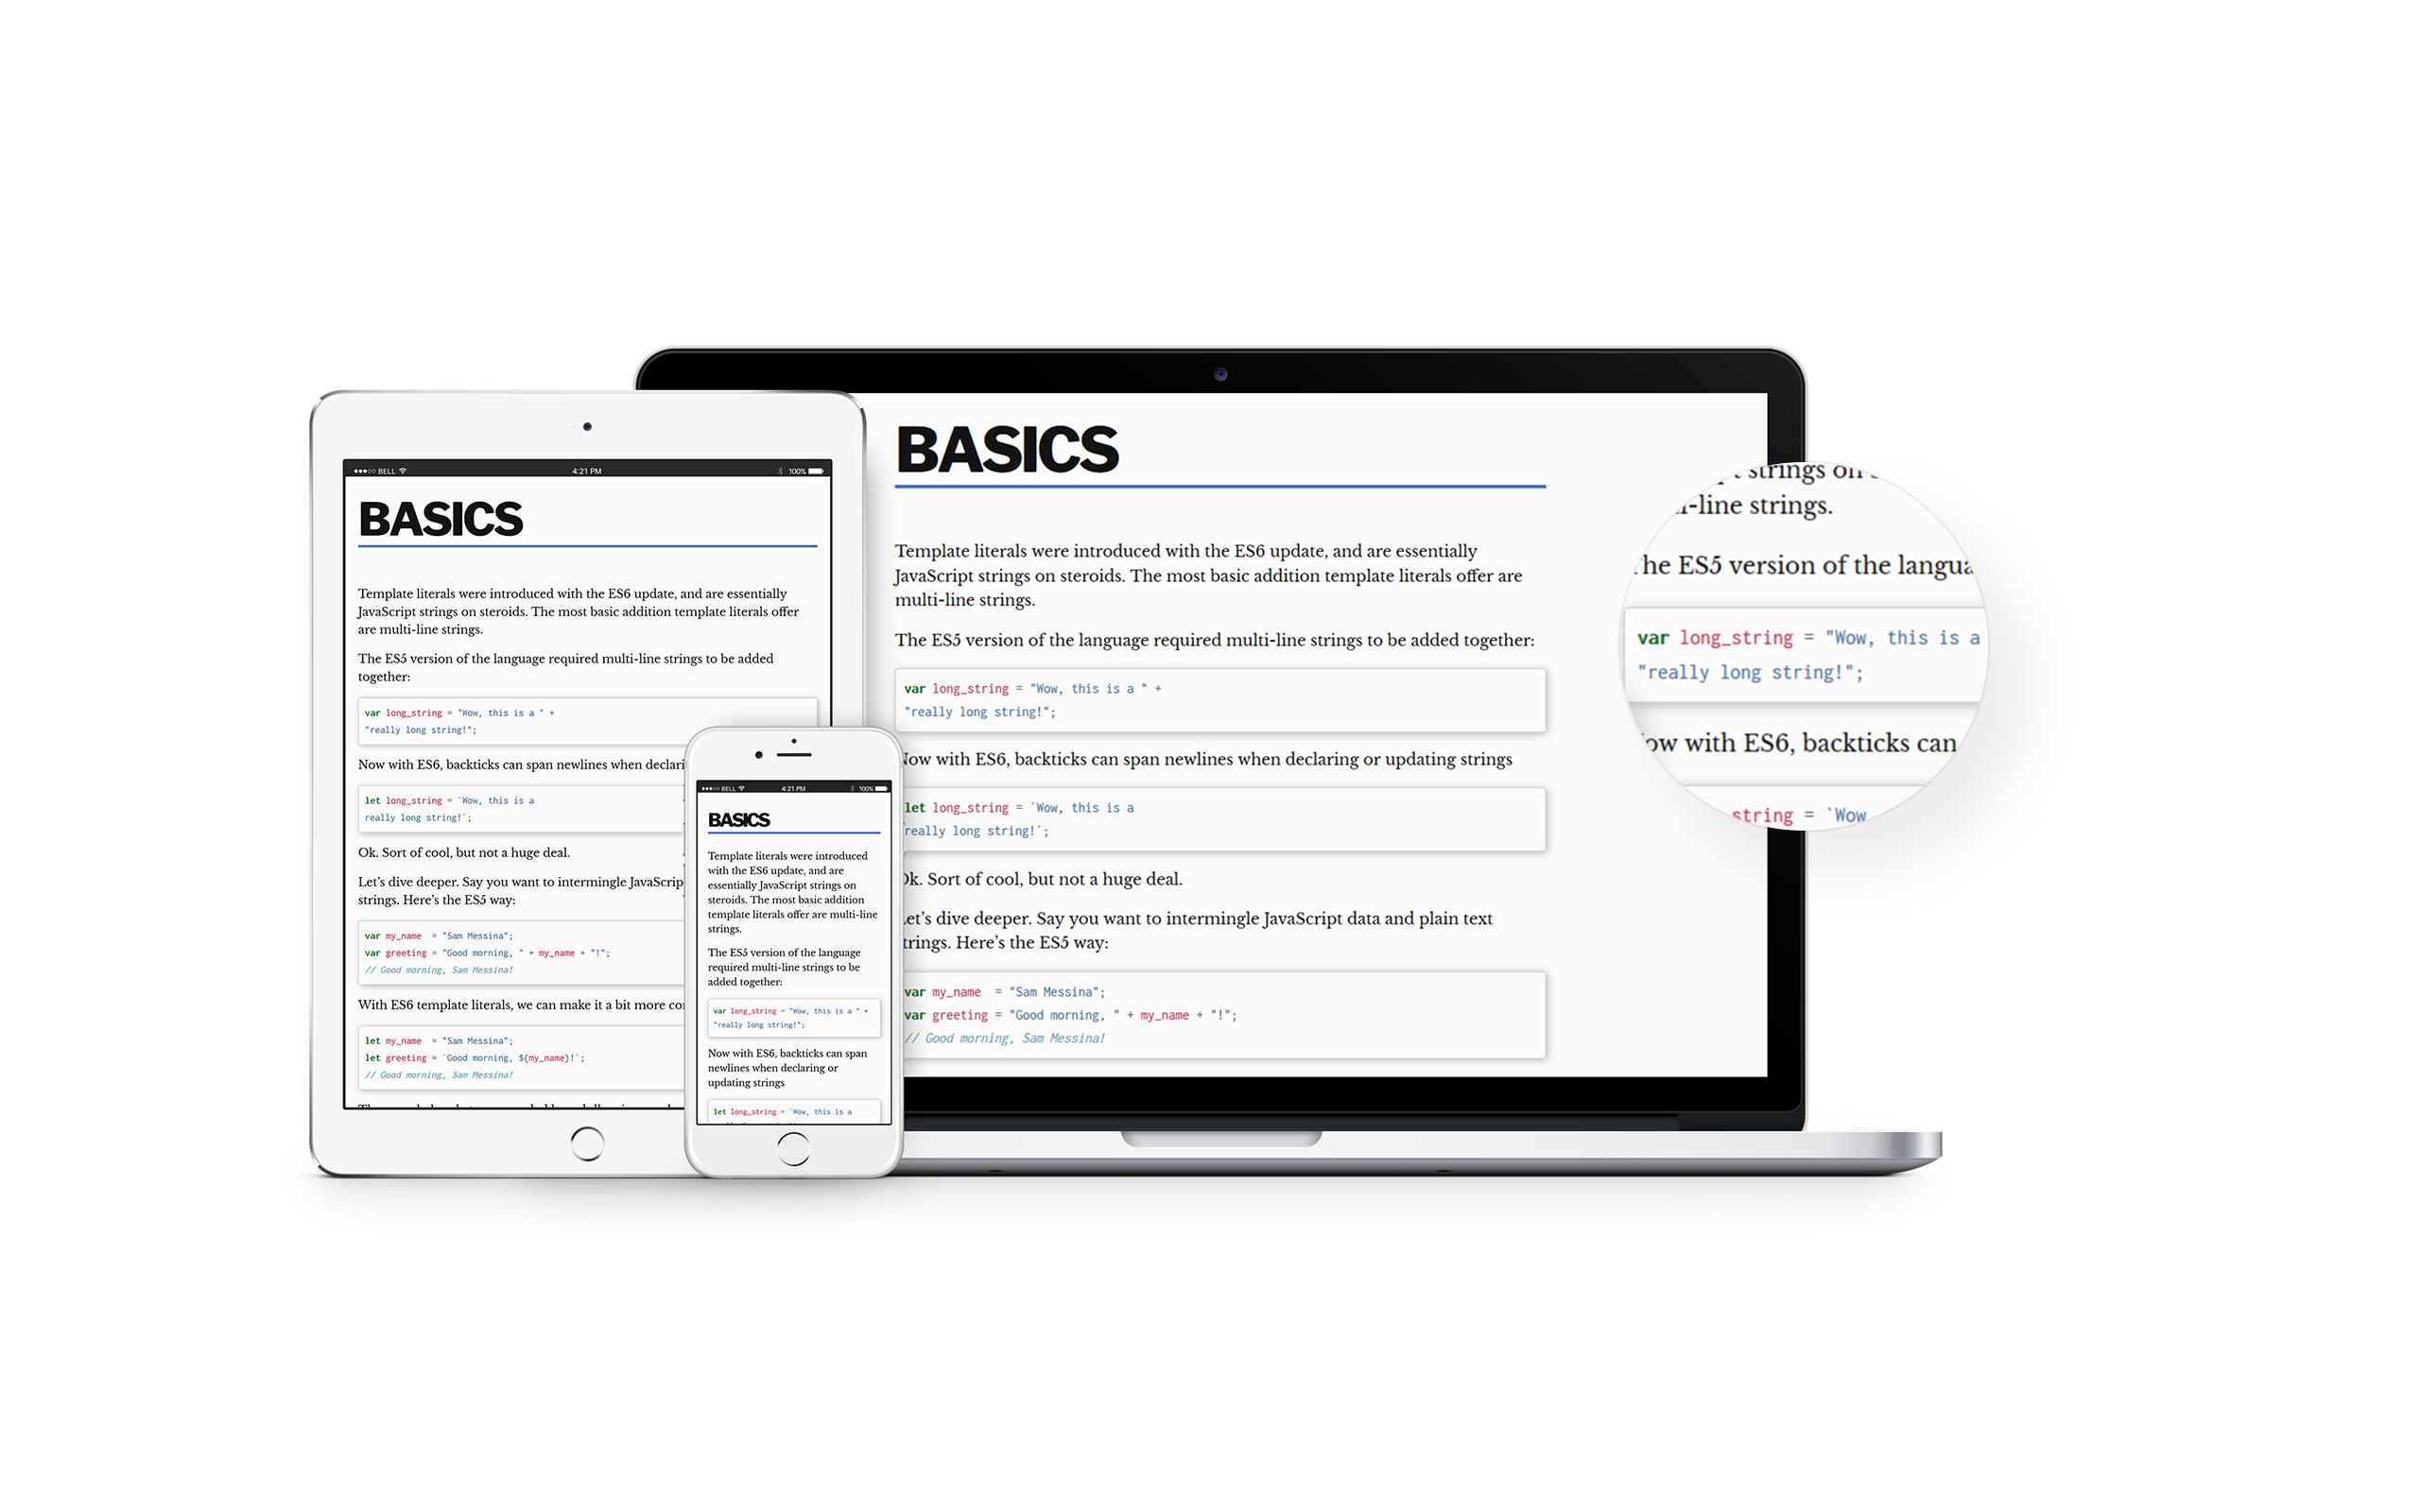 BELL
4:21 PM
100%
BASICS
Template literals were introduced with the ES6 update, and are essentially
JavaScript strings on steroids. The most basic addition template literals offer
are multi-line strings.
The ES5 version of the language required multi-line strings to be added
together:
var long_string = "Wow, this is a " +
"really long string!";
Now with ES6, backticks can span newlines when
let long_string = `Wow, this is a
really long string!`;
Ok. Sort of cool, but not a huge deal.
Let's dive deeper. Say you want to intermingle
strings. Here's the ES5 way:
var my_name  = "Sam Messina";
var greeting = "Good morning, " + my_name + "!";
// Good morning, Sam Messina!
With ES6 template literals, we can make it a bit more
let my_name  = "Sam Messina";
let greeting = `Good morning, ${my_name}!`;
// Good morning, Sam Messina!
BELL
4:21 PM
100%
BASICS
Template literals were introduced
with the ES6 update, and are
essentially JavaScript strings on
steroids. The most basic addition
template literals offer are multi-line
strings.
The ES5 version of the language
required multi-line strings to be
added together:
var long_string = "Wow, this is a " +
"really long string!";
Now with ES6, backticks can span
newlines when declaring or
updating strings
let long_string = `Wow, this is a
BASICS
Template literals were introduced with the ES6 update, and are essentially
JavaScript strings on steroids. The most basic addition template literals offer are
multi-line strings.
The ES5 version of the language required multi-line strings to be added together:
var long_string = "Wow, this is a " +
"really long string!";
Now with ES6, backticks can span newlines when declaring or updating strings
let long_string = `Wow, this is a
really long string!`;
Ok. Sort of cool, but not a huge deal.
Let's dive deeper. Say you want to intermingle JavaScript data and plain text
strings. Here's the ES5 way:
var my_name  = "Sam Messina";
var greeting = "Good morning, " + my_name + "!";
// Good morning, Sam Messina!
strings on
-line strings.
he ES5 version of the
var long_string = "Wow, this is a
"really long string!";
ow with ES6, backticks can
string = `Wow